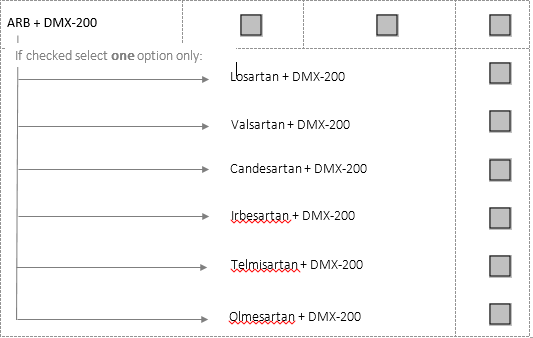 ARB + DMX-200
If checked select one option only:
Losartan + DMX-200
Valsartan + DMX-200
Candesartan + DMX-200
Irbesartan + DMX-200
Telmisartan + DMX-200
Olmesartan + DMX-200